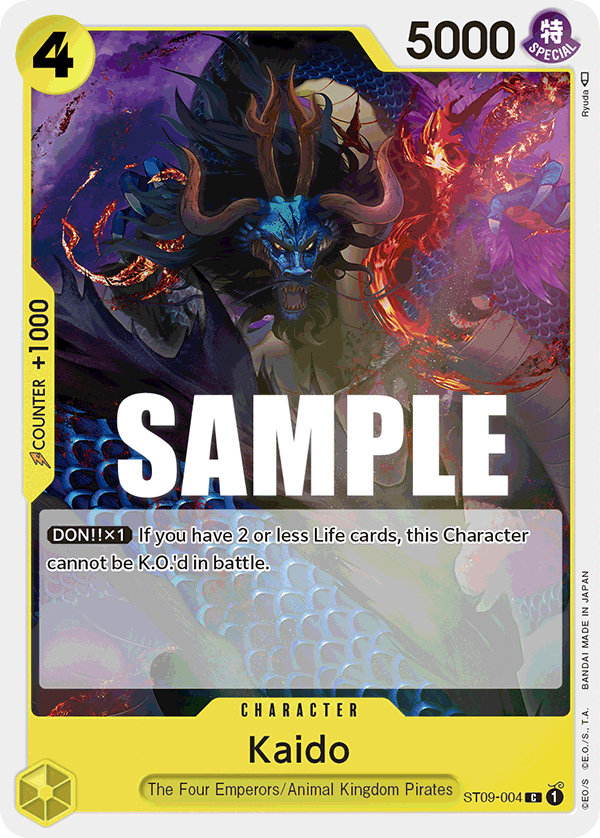 4
5000
特
SPECIAL
Ryuda
COUNTER +1000
SAMPLE
DON!!×1 If you have 2 or less Life cards, this Character
cannot be K.O.'d in battle.
CHARACTER
Kaido
The Four Emperors/Animal Kingdom Pirates
ST09-004 C 1
©EO/S ©E.O./S., T.A. BANDAI MADE IN JAPAN